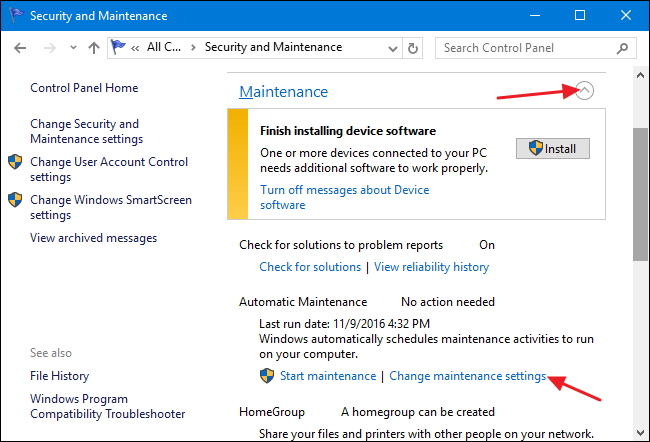 Security and Maintenance
« All C... > Security and Maintenance
Search Control Panel
Control Panel Home
Change Security and
Maintenance settings
Change User Account Control
settings
Change Windows SmartScreen
settings
View archived messages
See also
File History
Windows Program
Compatibility Troubleshooter
Maintenance
Finish installing device software
One or more devices connected to your PC
needs additional software to work properly.
Install
Turn off messages about Device
software
Check for solutions to problem reports On
Check for solutions | View reliability history
Automatic Maintenance No action needed
Last run date: 11/9/2016 4:32 PM
Windows automatically schedules maintenance activities to run
on your computer.
Start maintenance | Change maintenance settings
HomeGroup A homegroup can be created
Share your files and printers with other people on your network.